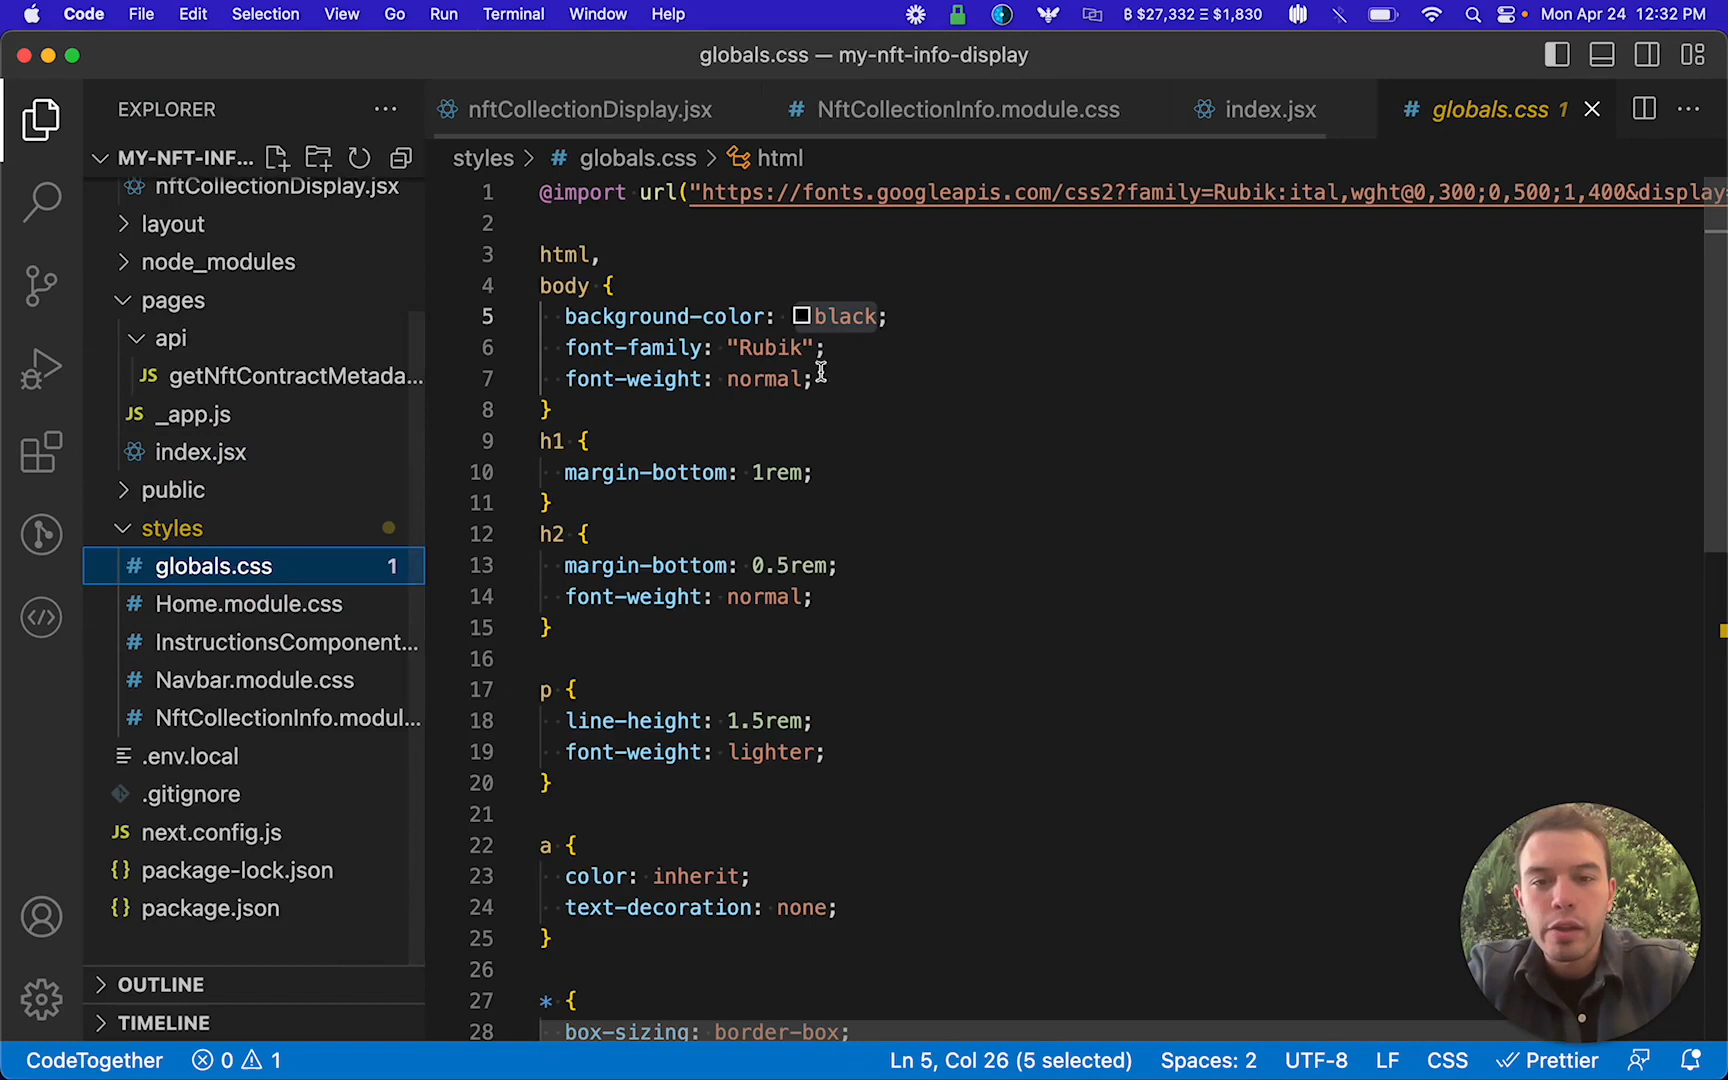 Code File Edit Selection View Go Run Terminal Window Help
฿ $27,332 Ξ $1,830 Mon Apr 24 12:32 PM
globals.css — my-nft-info-display
EXPLORER ···
nftCollectionDisplay.jsx # NftCollectionInfo.module.css index.jsx # globals.css 1
MY-NFT-INF...
nftCollectionDisplay.jsx
layout
node_modules
pages
api
JS getNftContractMetada...
JS _app.js
index.jsx
public
styles
# globals.css 1
# Home.module.css
# InstructionsComponent...
# Navbar.module.css
# NftCollectionInfo.modul...
.env.local
.gitignore
JS next.config.js
{} package-lock.json
{} package.json
OUTLINE
TIMELINE
styles > # globals.css > html
1 @import url("https://fonts.googleapis.com/css2?family=Rubik:ital,wght@0,300;0,500;1,400&display=
2
3 html,
4 body {
5 background-color: black;
6 font-family: "Rubik";
7 font-weight: normal;
8 }
9 h1 {
10 margin-bottom: 1rem;
11 }
12 h2 {
13 margin-bottom: 0.5rem;
14 font-weight: normal;
15 }
16
17 p {
18 line-height: 1.5rem;
19 font-weight: lighter;
20 }
21
22 a {
23 color: inherit;
24 text-decoration: none;
25 }
26
27 * {
28 box-sizing: border-box;
CodeTogether 0 1 Ln 5, Col 26 (5 selected) Spaces: 2 UTF-8 LF CSS Prettier